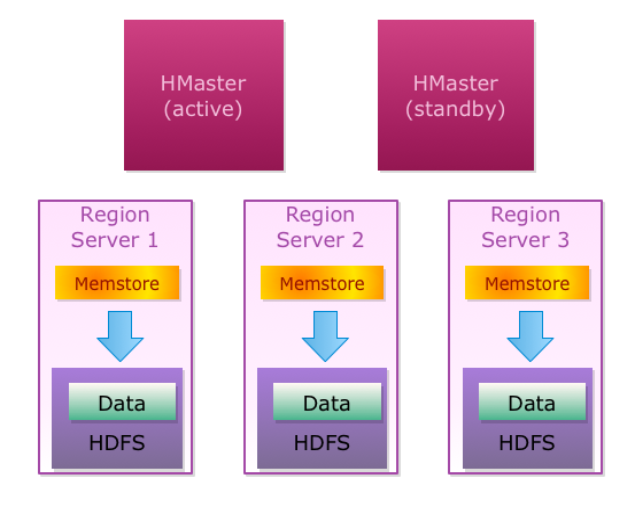 HMaster
(active)
HMaster
(standby)
Region
Server 1
Memstore
Data
HDFS
Region
Server 2
Memstore
Data
HDFS
Region
Server 3
Memstore
Data
HDFS